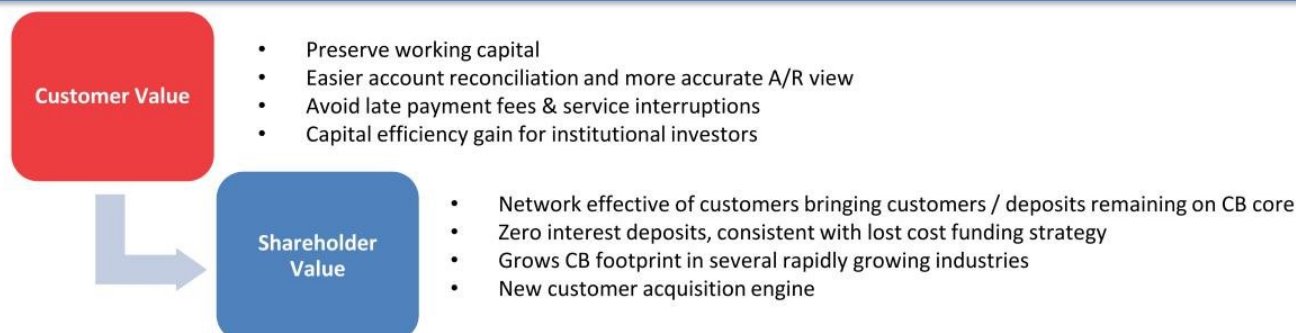 Customer Value
• Preserve working capital
• Easier account reconciliation and more accurate A/R view
• Avoid late payment fees & service interruptions
• Capital efficiency gain for institutional investors
Shareholder
Value
• Network effective of customers bringing customers / deposits remaining on CB core
• Zero interest deposits, consistent with lost cost funding strategy
• Grows CB footprint in several rapidly growing industries
• New customer acquisition engine